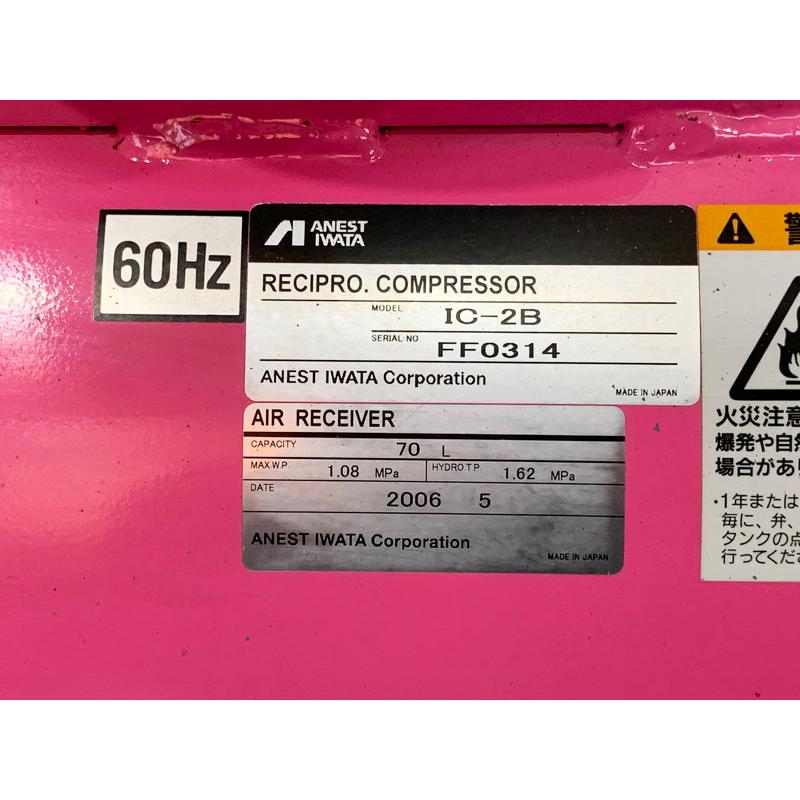 60Hz
ANEST
IWATA
RECIPRO. COMPRESSOR
MODEL IC-2B
SERIAL NO FF0314
ANEST IWATA Corporation
MADE IN JAPAN
AIR RECEIVER
CAPACITY 70 L
MAX.W.P. 1.08 MPa HYDRO.T.P. 1.62 MPa
DATE 2006 5
ANEST IWATA Corporation
MADE IN JAPAN
警
火災注意
爆発や自然
場合があり
・1年または
毎に、弁、
タンクの点
行ってくだ